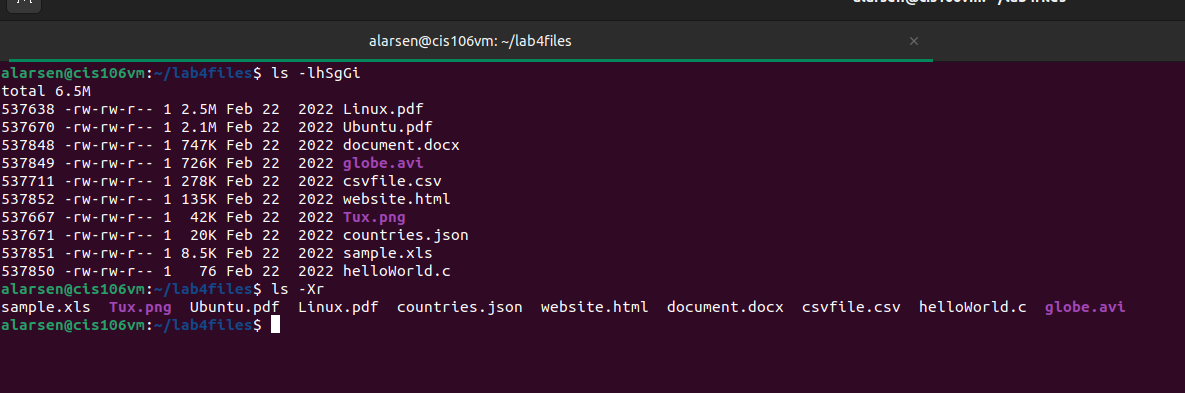 alarsen@cis106vm: ~/lab4files ×
alarsen@cis106vm:~/lab4files$ ls -lhSgGi
total 6.5M
537638 -rw-rw-r-- 1 2.5M Feb 22  2022 Linux.pdf
537670 -rw-rw-r-- 1 2.1M Feb 22  2022 Ubuntu.pdf
537848 -rw-rw-r-- 1 747K Feb 22  2022 document.docx
537849 -rw-rw-r-- 1 726K Feb 22  2022 globe.avi
537711 -rw-rw-r-- 1 278K Feb 22  2022 csvfile.csv
537852 -rw-rw-r-- 1 135K Feb 22  2022 website.html
537667 -rw-rw-r-- 1  42K Feb 22  2022 Tux.png
537671 -rw-rw-r-- 1  20K Feb 22  2022 countries.json
537851 -rw-rw-r-- 1 8.5K Feb 22  2022 sample.xls
537850 -rw-rw-r-- 1   76 Feb 22  2022 helloWorld.c
alarsen@cis106vm:~/lab4files$ ls -Xr
sample.xls  Tux.png  Ubuntu.pdf  Linux.pdf  countries.json  website.html  document.docx  csvfile.csv  helloWorld.c  globe.avi
alarsen@cis106vm:~/lab4files$